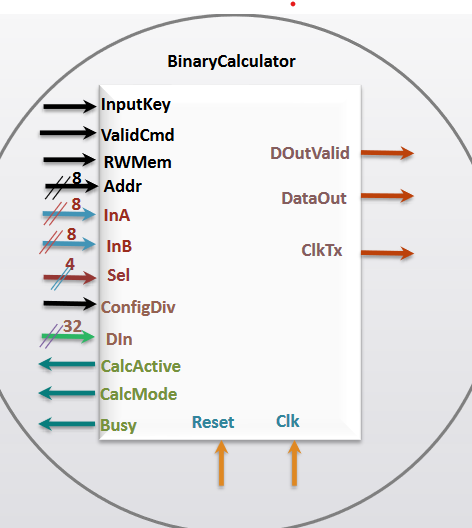 BinaryCalculator
InputKey
ValidCmd
RWMem
8
Addr
8
InA
8
InB
4
Sel
ConfigDiv
32
DIn
CalcActive
CalcMode
Busy
DOutValid
DataOut
ClkTx
Reset
Clk